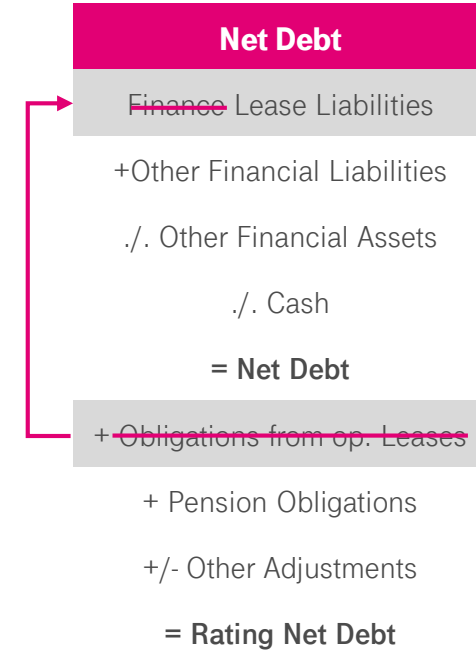 Net Debt
Finance Lease Liabilities
+Other Financial Liabilities
./. Other Financial Assets
./. Cash
= Net Debt
+ Obligations from op. Leases
+ Pension Obligations
+/- Other Adjustments
= Rating Net Debt